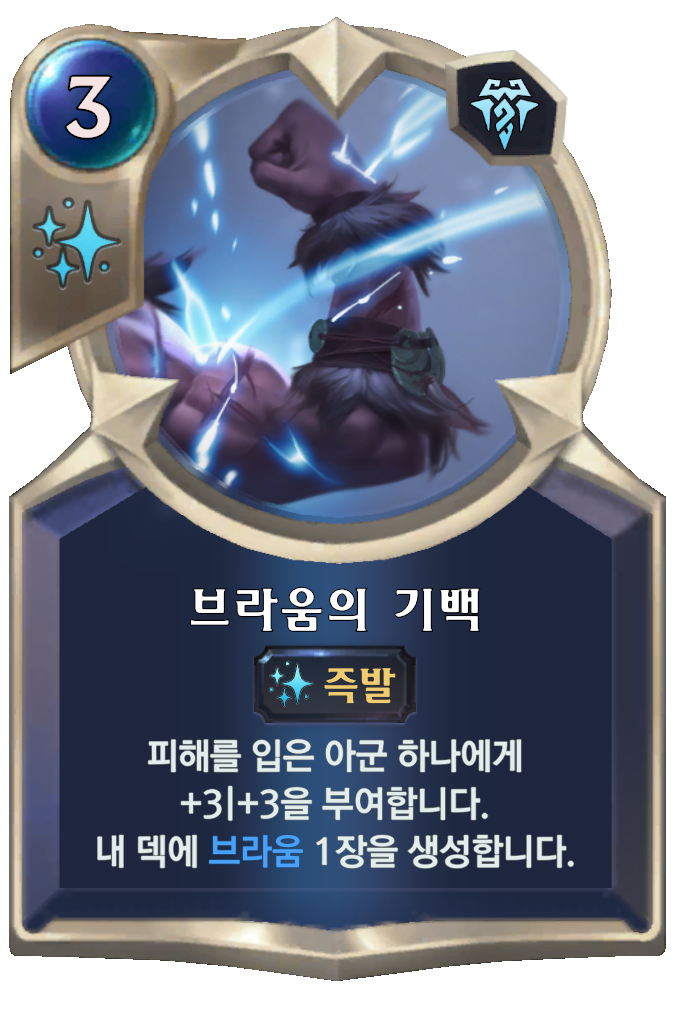 3
브라움의 기백
즉발
피해를 입은 아군 하나에게
+3|+3을 부여합니다.
내 덱에 브라움 1장을 생성합니다.